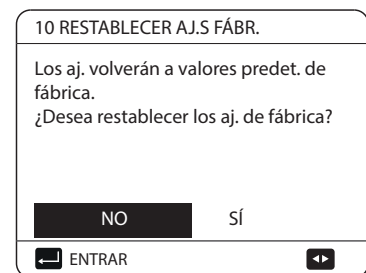 10 RESTABLECER AJ.S FÁBR.
Los aj. volverán a valores predet. de
fábrica.
¿Desea restablecer los aj. de fábrica?
NO SÍ
ENTRAR